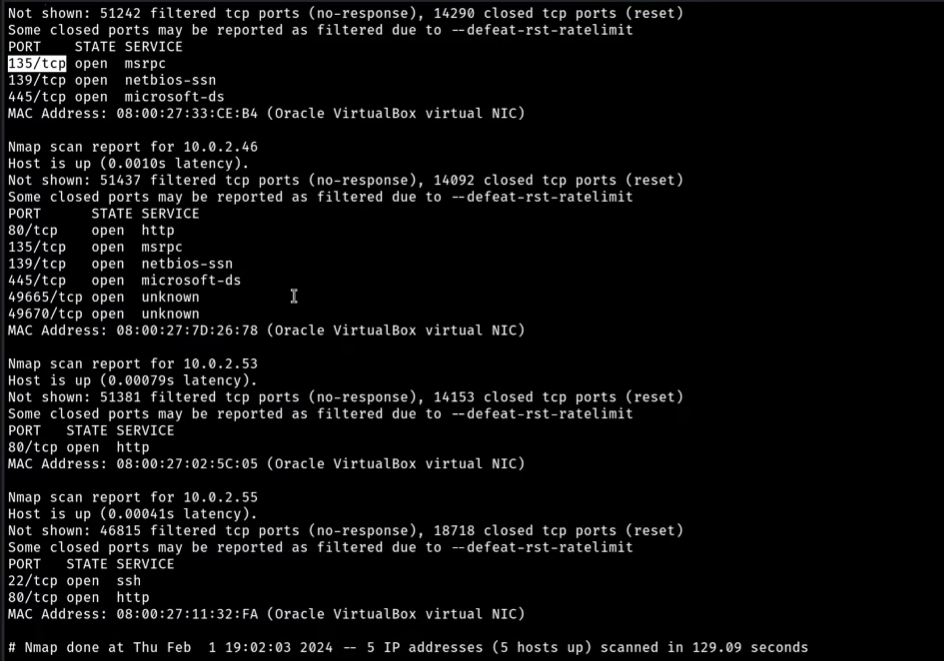 Not shown: 51242 filtered tcp ports (no-response), 14290 closed tcp ports (reset)
Some closed ports may be reported as filtered due to --defeat-rst-ratelimit
PORT    STATE SERVICE
135/tcp open  msrpc
139/tcp open  netbios-ssn
445/tcp open  microsoft-ds
MAC Address: 08:00:27:33:CE:B4 (Oracle VirtualBox virtual NIC)

Nmap scan report for 10.0.2.46
Host is up (0.0010s latency).
Not shown: 51437 filtered tcp ports (no-response), 14092 closed tcp ports (reset)
Some closed ports may be reported as filtered due to --defeat-rst-ratelimit
PORT      STATE SERVICE
80/tcp    open  http
135/tcp   open  msrpc
139/tcp   open  netbios-ssn
445/tcp   open  microsoft-ds
49665/tcp open  unknown
49670/tcp open  unknown
MAC Address: 08:00:27:7D:26:78 (Oracle VirtualBox virtual NIC)

Nmap scan report for 10.0.2.53
Host is up (0.00079s latency).
Not shown: 51381 filtered tcp ports (no-response), 14153 closed tcp ports (reset)
Some closed ports may be reported as filtered due to --defeat-rst-ratelimit
PORT   STATE SERVICE
80/tcp open  http
MAC Address: 08:00:27:02:5C:05 (Oracle VirtualBox virtual NIC)

Nmap scan report for 10.0.2.55
Host is up (0.00041s latency).
Not shown: 46815 filtered tcp ports (no-response), 18718 closed tcp ports (reset)
Some closed ports may be reported as filtered due to --defeat-rst-ratelimit
PORT   STATE SERVICE
22/tcp open  ssh
80/tcp open  http
MAC Address: 08:00:27:11:32:FA (Oracle VirtualBox virtual NIC)

# Nmap done at Thu Feb  1 19:02:03 2024 -- 5 IP addresses (5 hosts up) scanned in 129.09 seconds